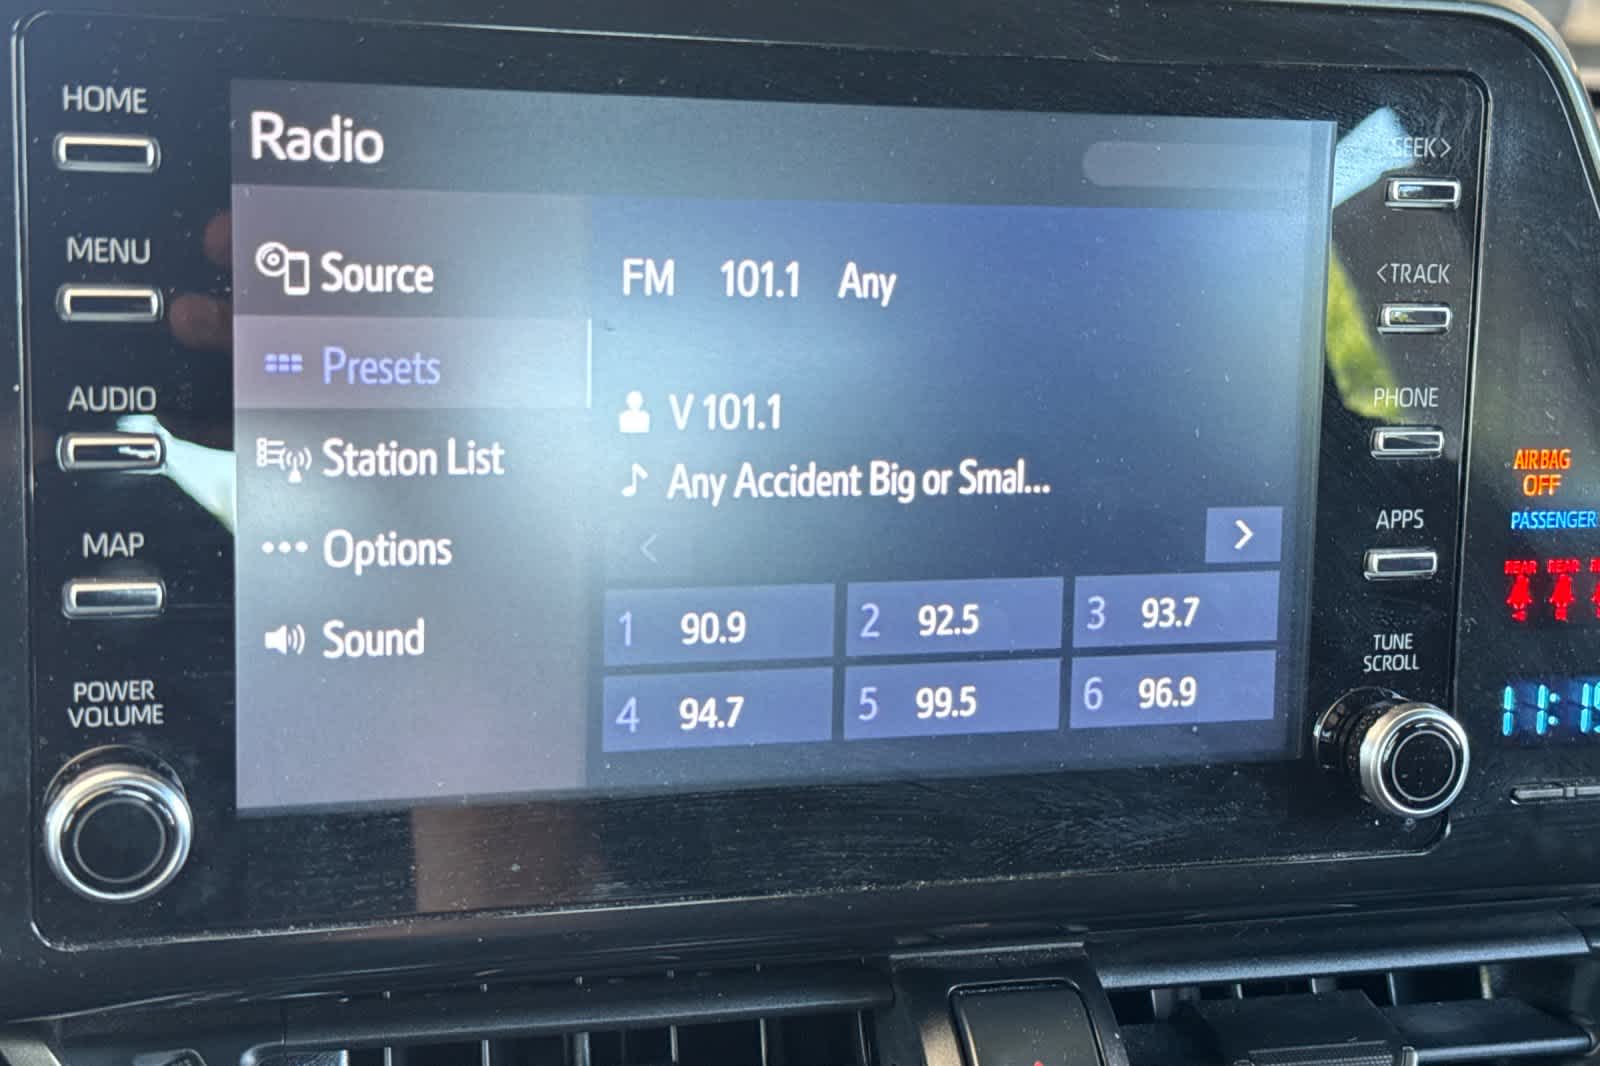 HOME
MENU
AUDIO
MAP
POWER
VOLUME
Radio
Source
Presets
Station List
Options
Sound
FM 101.1 Any
V 101.1
Any Accident Big or Smal...
<
>
1 90.9
2 92.5
3 93.7
4 94.7
5 99.5
6 96.9
SEEK>
<TRACK
PHONE
APPS
TUNE
SCROLL
AIRBAG
OFF
PASSENGER
REAR REAR